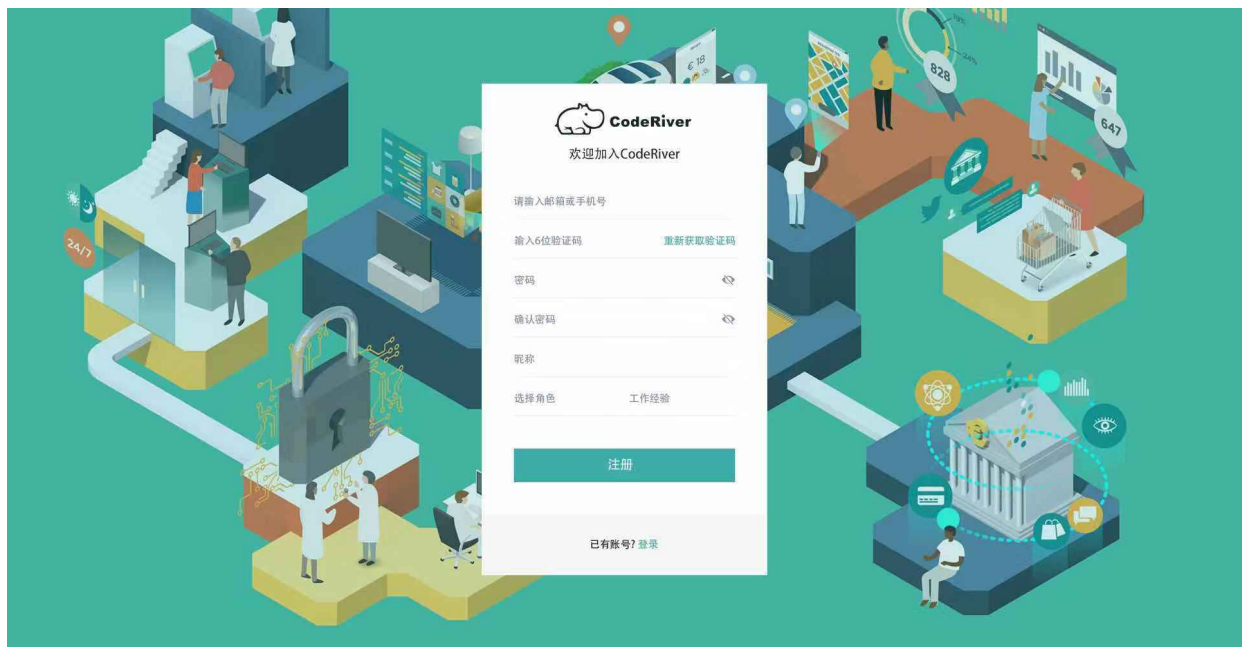 19%
24%
828
647
€ 18
24/7
CodeRiver
欢迎加入CodeRiver
请输入邮箱或手机号
输入6位验证码 重新获取验证码
密码
确认密码
昵称
选择角色 工作经验
注册
已有账号? 登录